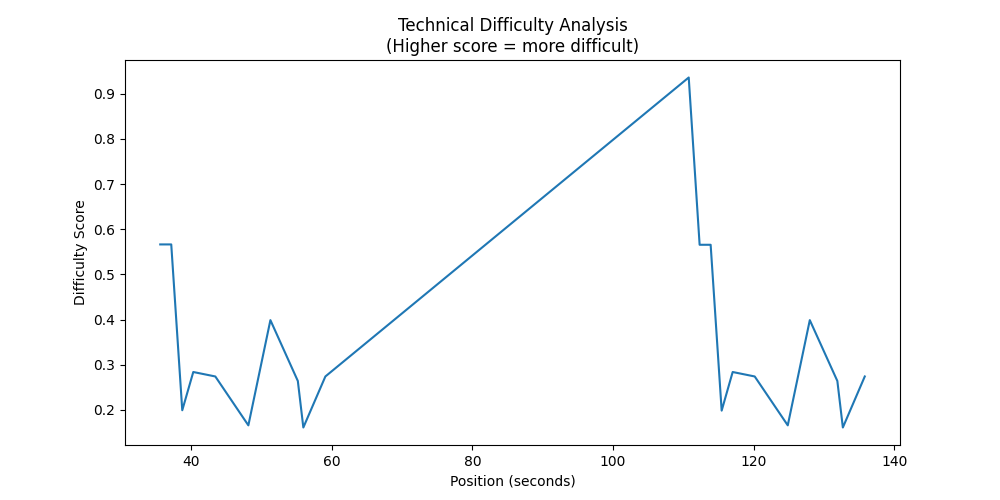 Technical Difficulty Analysis
(Higher score = more difficult)
0.9
0.8
0.7
0.6
0.5
0.4
0.3
0.2
Difficulty Score
40 60 80 100 120 140
Position (seconds)